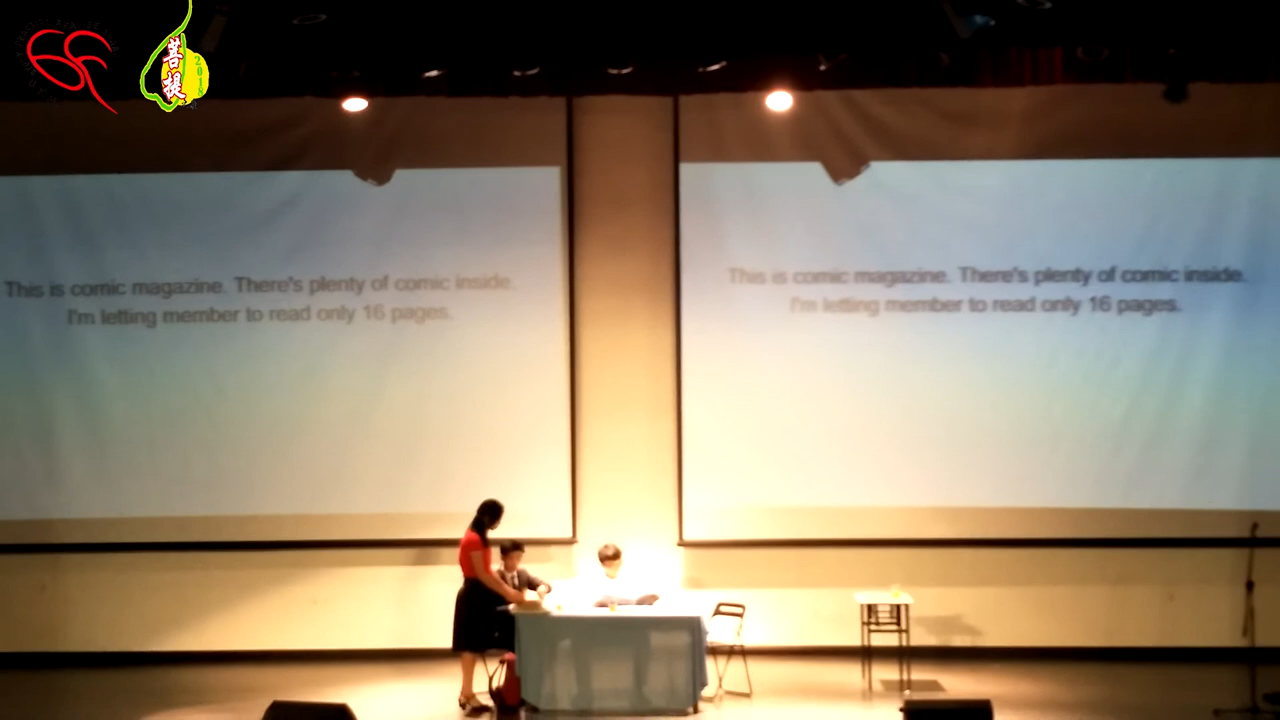 菩提
2018
This is comic magazine. There's plenty of comic inside.
I'm letting member to read only 16 pages.
This is comic magazine. There's plenty of comic inside.
I'm letting member to read only 16 pages.